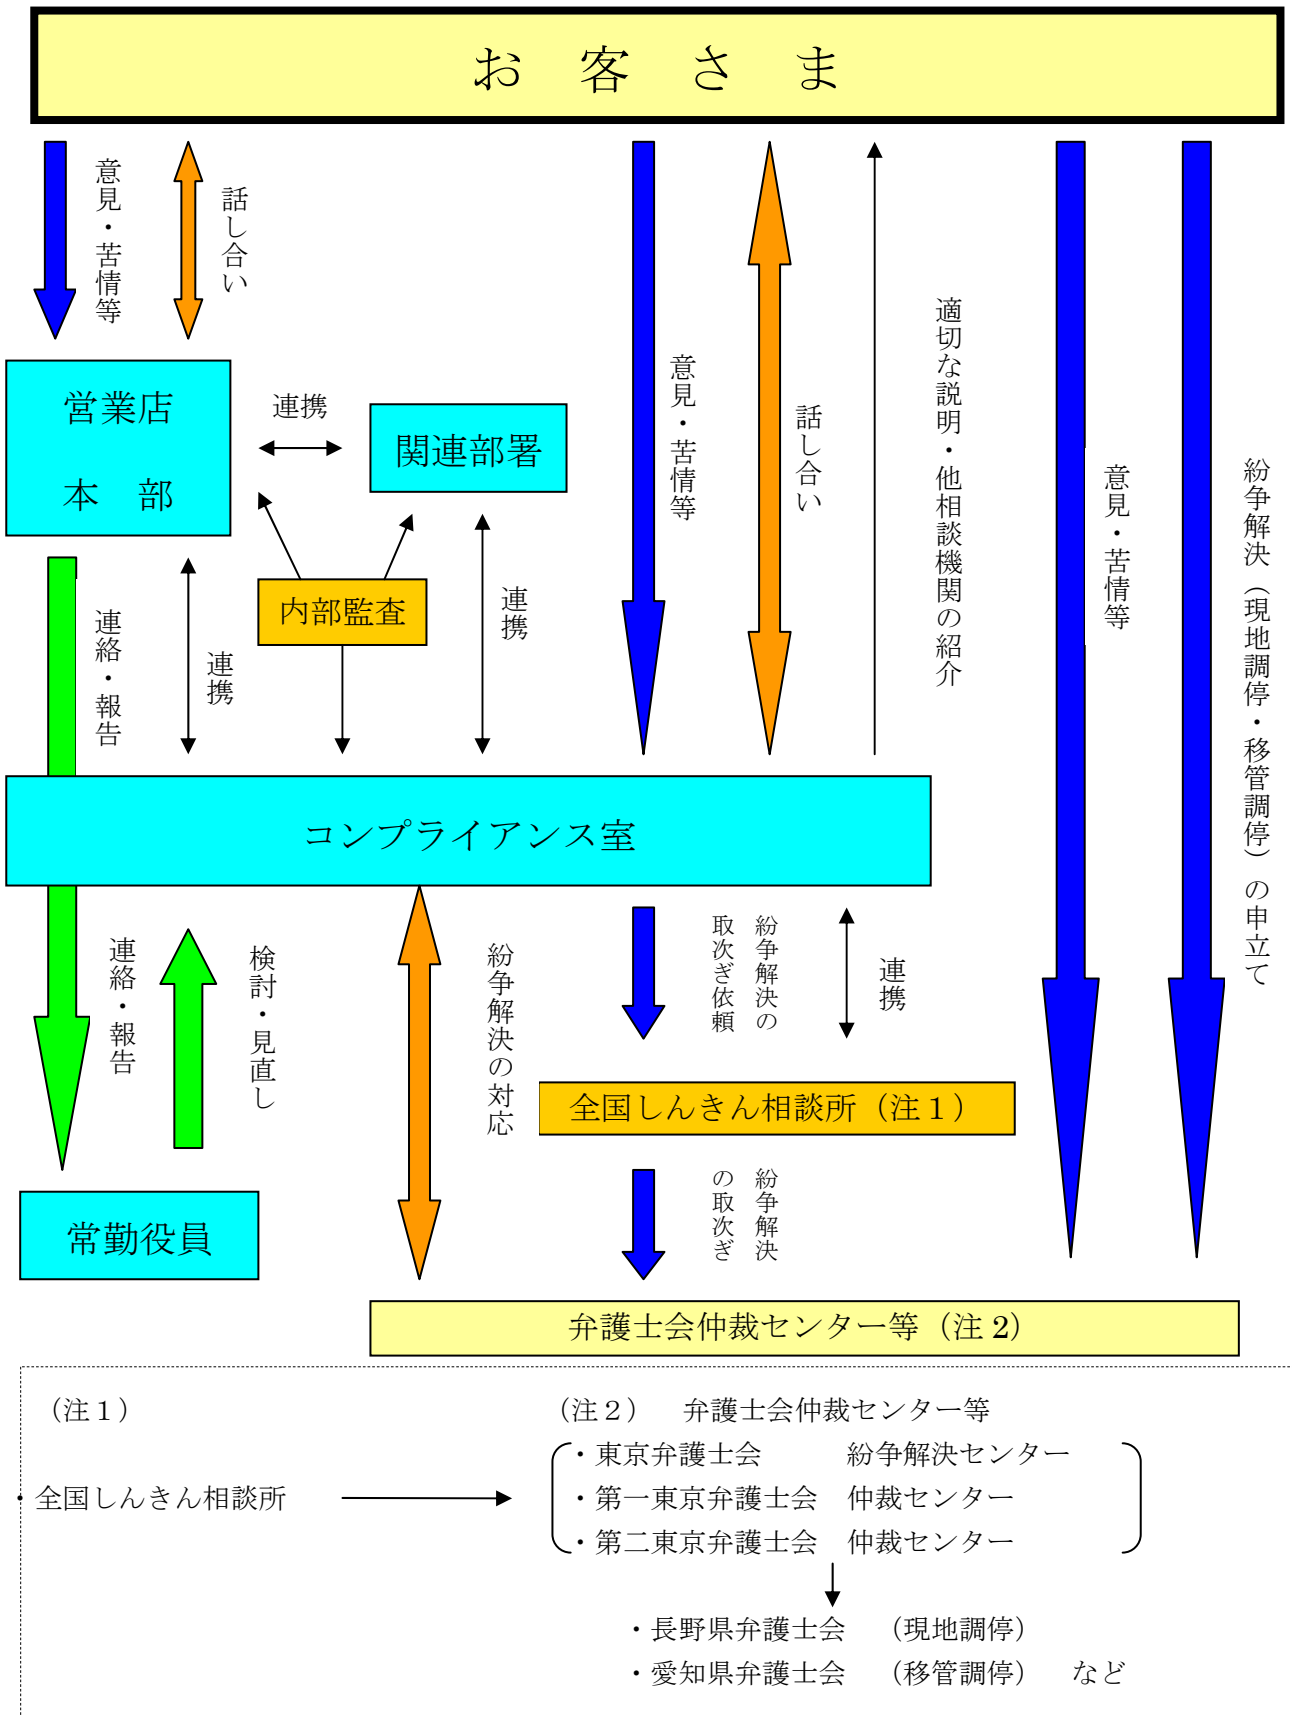 お　客　さ　ま
意見・苦情等
話し合い
意見・苦情等
話し合い
適切な説明・他相談機関の紹介
意見・苦情等
紛争解決（現地調停・移管調停）の申立て
営業店
本　部
連携
関連部署
内部監査
連絡・報告
連携
連携
コンプライアンス室
連絡・報告
検討・見直し
紛争解決の対応
紛争解決の
取次ぎ依頼
連携
全国しんきん相談所（注１）
紛争解決
の取次ぎ
常勤役員
弁護士会仲裁センター等（注 2）
（注１）
・全国しんきん相談所
（注２）　弁護士会仲裁センター等
・東京弁護士会　　　紛争解決センター
・第一東京弁護士会　仲裁センター
・第二東京弁護士会　仲裁センター
・長野県弁護士会　（現地調停）
・愛知県弁護士会　（移管調停）　など